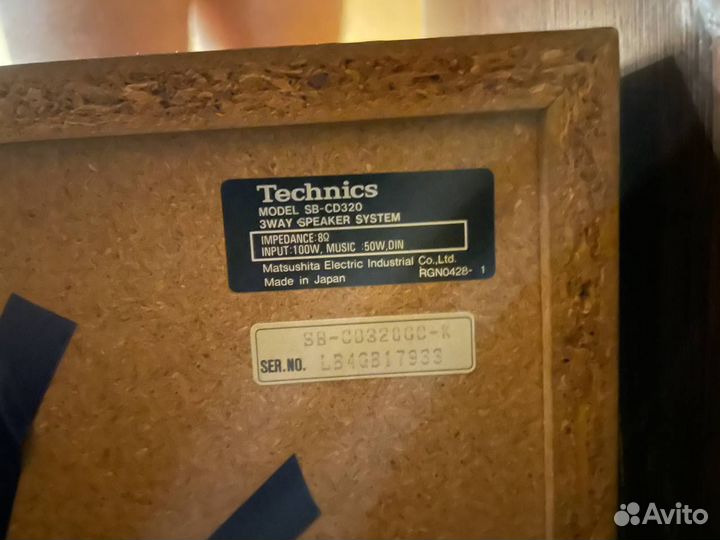 Technics
MODEL SB-CD320
3WAY SPEAKER SYSTEM
IMPEDANCE:8Ω
INPUT:100W, MUSIC :50W,DIN
Matsushita Electric Industrial Co.,Ltd.
Made in Japan RGN0428- 1
SB-CD320GC-K
SER.NO. LB4GB17933
Avito